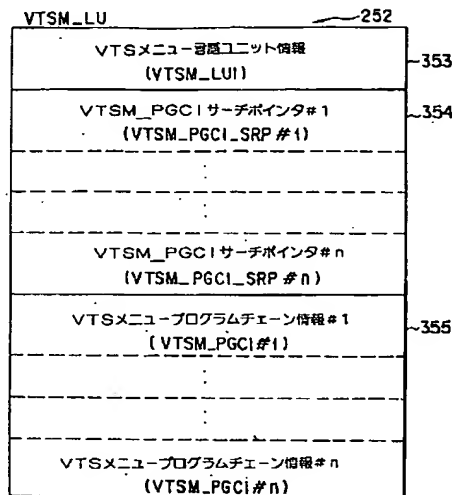 VTSM_LU
252
VTSメニュー言語ユニット情報
(VTSM_LUI)
353
VTSM_PGCIサーチポインタ#1
354
(VTSM_PGCI_SRP #1)
VTSM_PGCIサーチポインタ#n
(VTSM_PGCI_SRP #n)
VTSメニュープログラムチェーン情報#1
355
(VTSM_PGCI#1)
VTSメニュープログラムチェーン情報#n
(VTSM_PGCI#n)